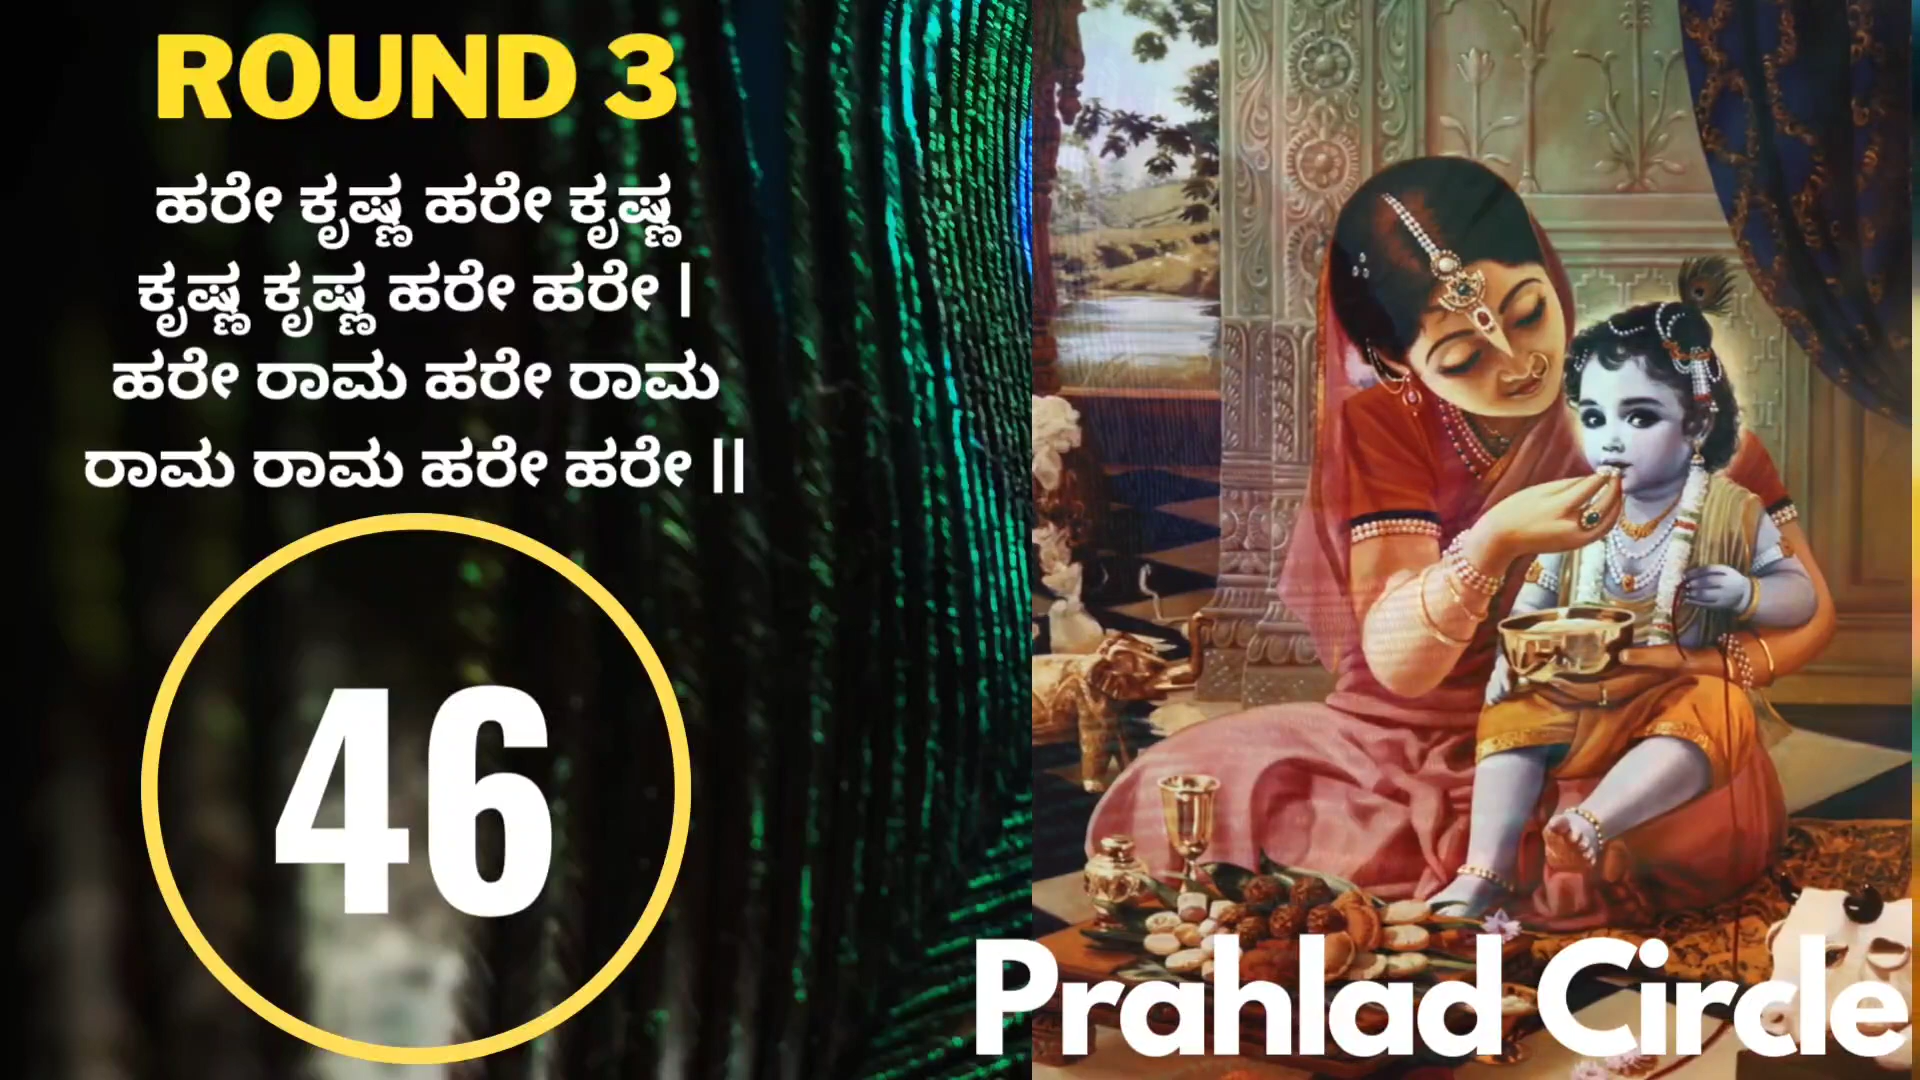 ROUND 3
ಹರೇ ಕೃಷ್ಣ ಹರೇ ಕೃಷ್ಣ
ಕೃಷ್ಣ ಕೃಷ್ಣ ಹರೇ ಹರೇ |
ಹರೇ ರಾಮ ಹರೇ ರಾಮ
ರಾಮ ರಾಮ ಹರೇ ಹರೇ ||
46
Prahlad Circle